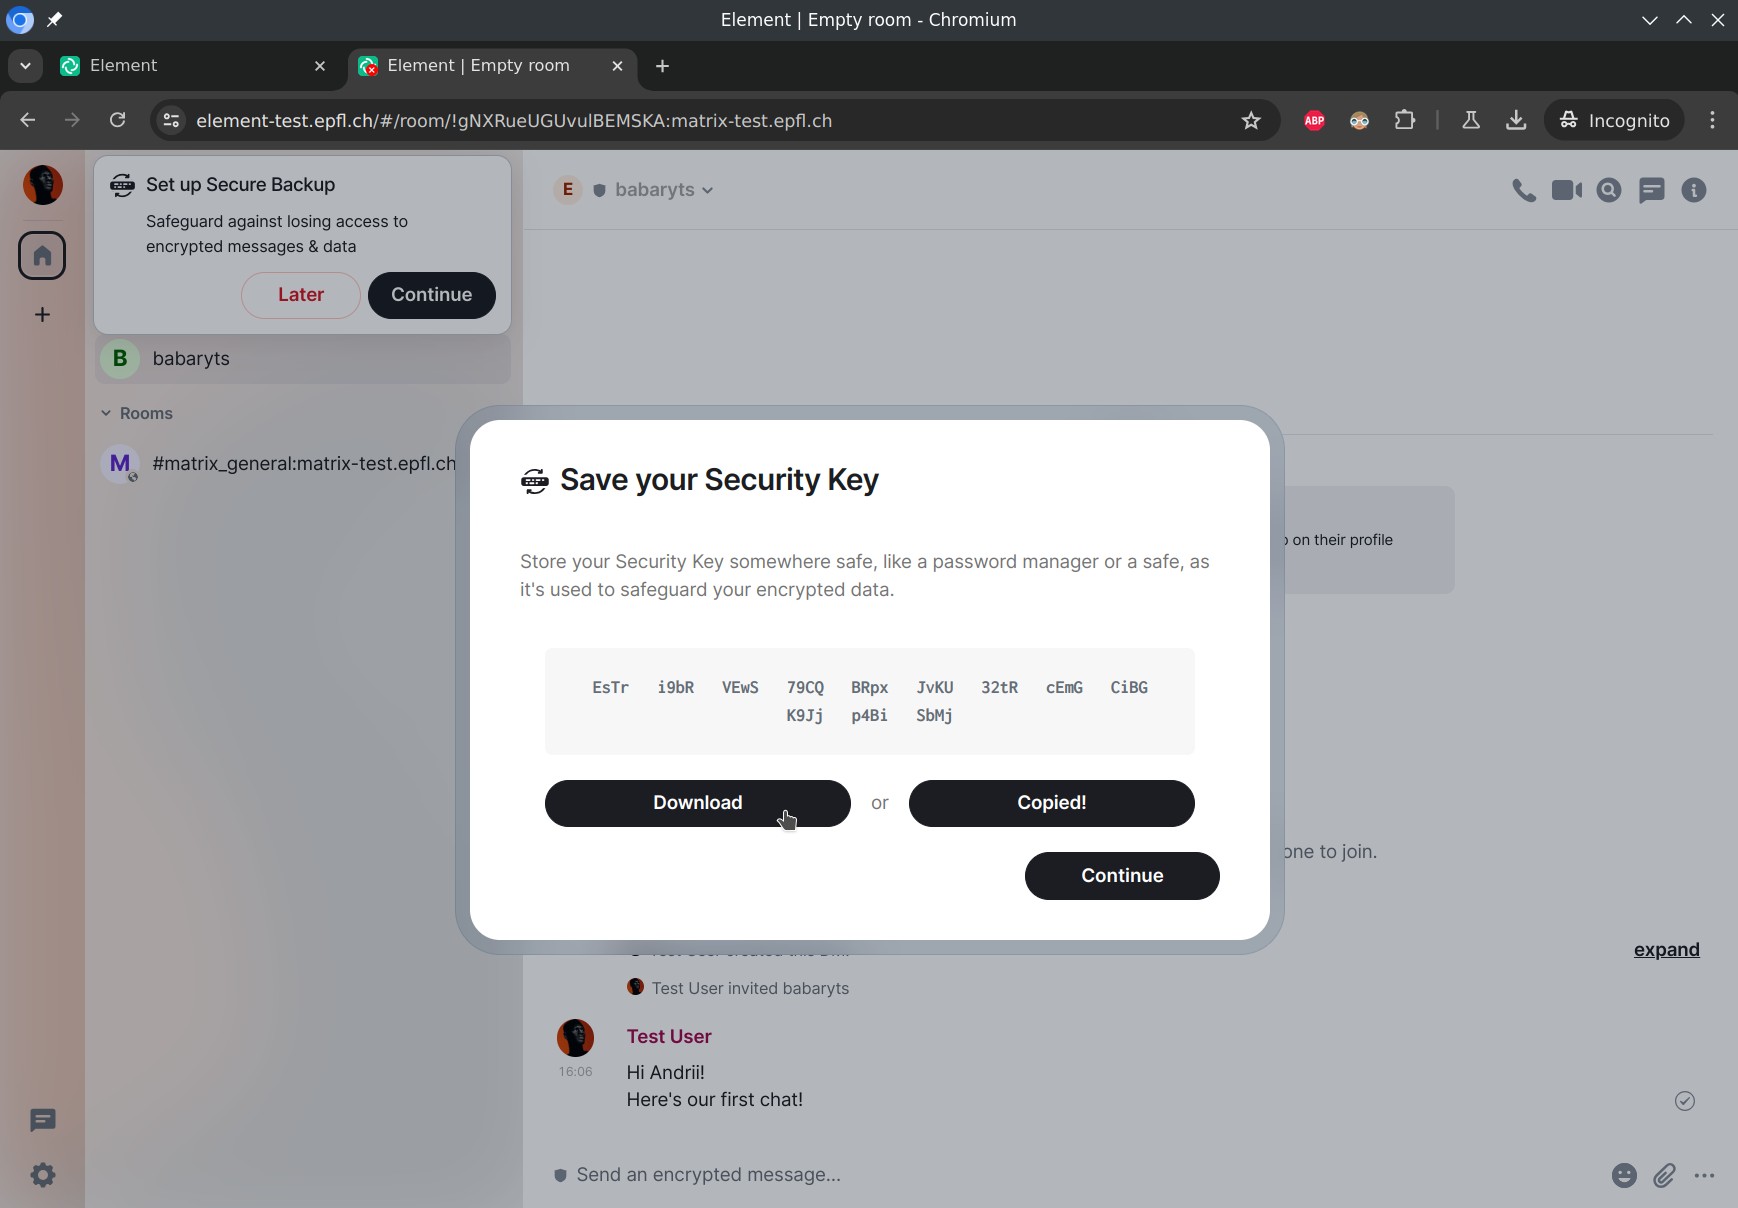 Element | Empty room - Chromium
Element
Element | Empty room
element-test.epfl.ch/#/room/!gNXRueUGUvulBEMSKA:matrix-test.epfl.ch
ABP
Incognito
Set up Secure Backup
Safeguard against losing access to
encrypted messages & data
Later
Continue
B
babaryts
Rooms
M
#matrix_general:matrix-test.epfl.ch
E
babaryts
on their profile
one to join.
Save your Security Key
Store your Security Key somewhere safe, like a password manager or a safe, as
it's used to safeguard your encrypted data.
EsTr i9bR VEwS 79CQ BRpx JvKU 32tR cEmG CiBG
K9Jj p4Bi SbMj
Download
or
Copied!
Continue
expand
Test User invited babaryts
Test User
16:06
Hi Andrii!
Here's our first chat!
Send an encrypted message...